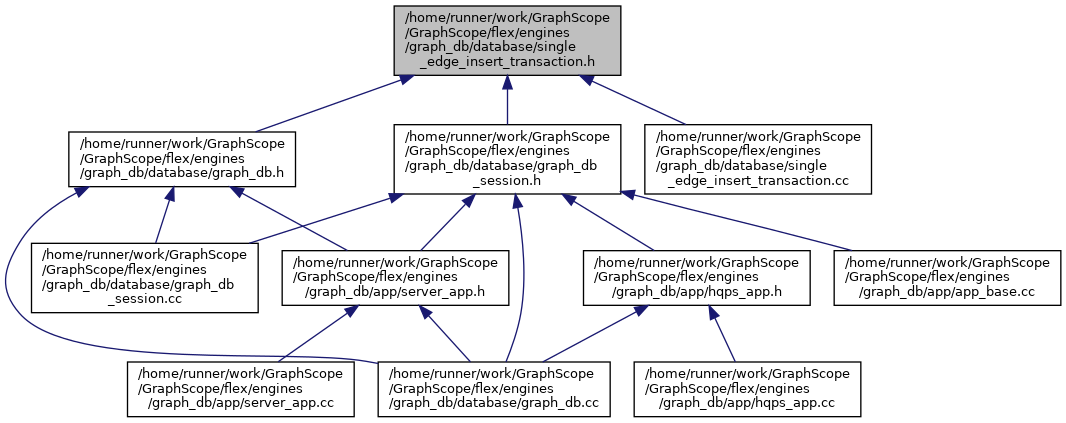 /home/runner/work/GraphScope
/GraphScope/flex/engines
/graph_db/database/single
_edge_insert_transaction.h
/home/runner/work/GraphScope
/GraphScope/flex/engines
/graph_db/database/graph_db.h
/home/runner/work/GraphScope
/GraphScope/flex/engines
/graph_db/database/graph_db
_session.h
/home/runner/work/GraphScope
/GraphScope/flex/engines
/graph_db/database/single
_edge_insert_transaction.cc
/home/runner/work/GraphScope
/GraphScope/flex/engines
/graph_db/database/graph_db
_session.cc
/home/runner/work/GraphScope
/GraphScope/flex/engines
/graph_db/app/server_app.h
/home/runner/work/GraphScope
/GraphScope/flex/engines
/graph_db/app/hqps_app.h
/home/runner/work/GraphScope
/GraphScope/flex/engines
/graph_db/app/app_base.cc
/home/runner/work/GraphScope
/GraphScope/flex/engines
/graph_db/app/server_app.cc
/home/runner/work/GraphScope
/GraphScope/flex/engines
/graph_db/database/graph_db.cc
/home/runner/work/GraphScope
/GraphScope/flex/engines
/graph_db/app/hqps_app.cc